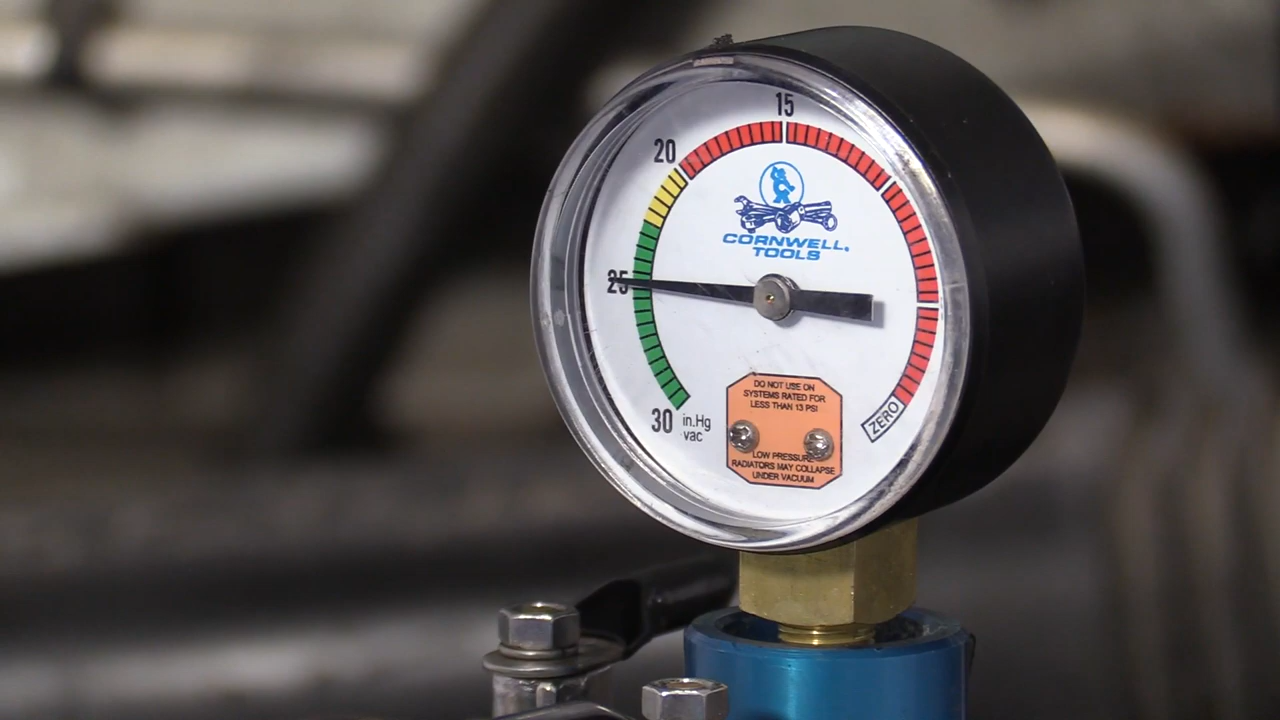 15
20
CORNWELL.
TOOLS
25
DO NOT USE ON
SYSTEMS RATED FOR
LESS THAN 13 PSI
30 in.Hg
vac
ZERO
LOW PRESSURE
RADIATORS MAY COLLAPSE
UNDER VACUUM